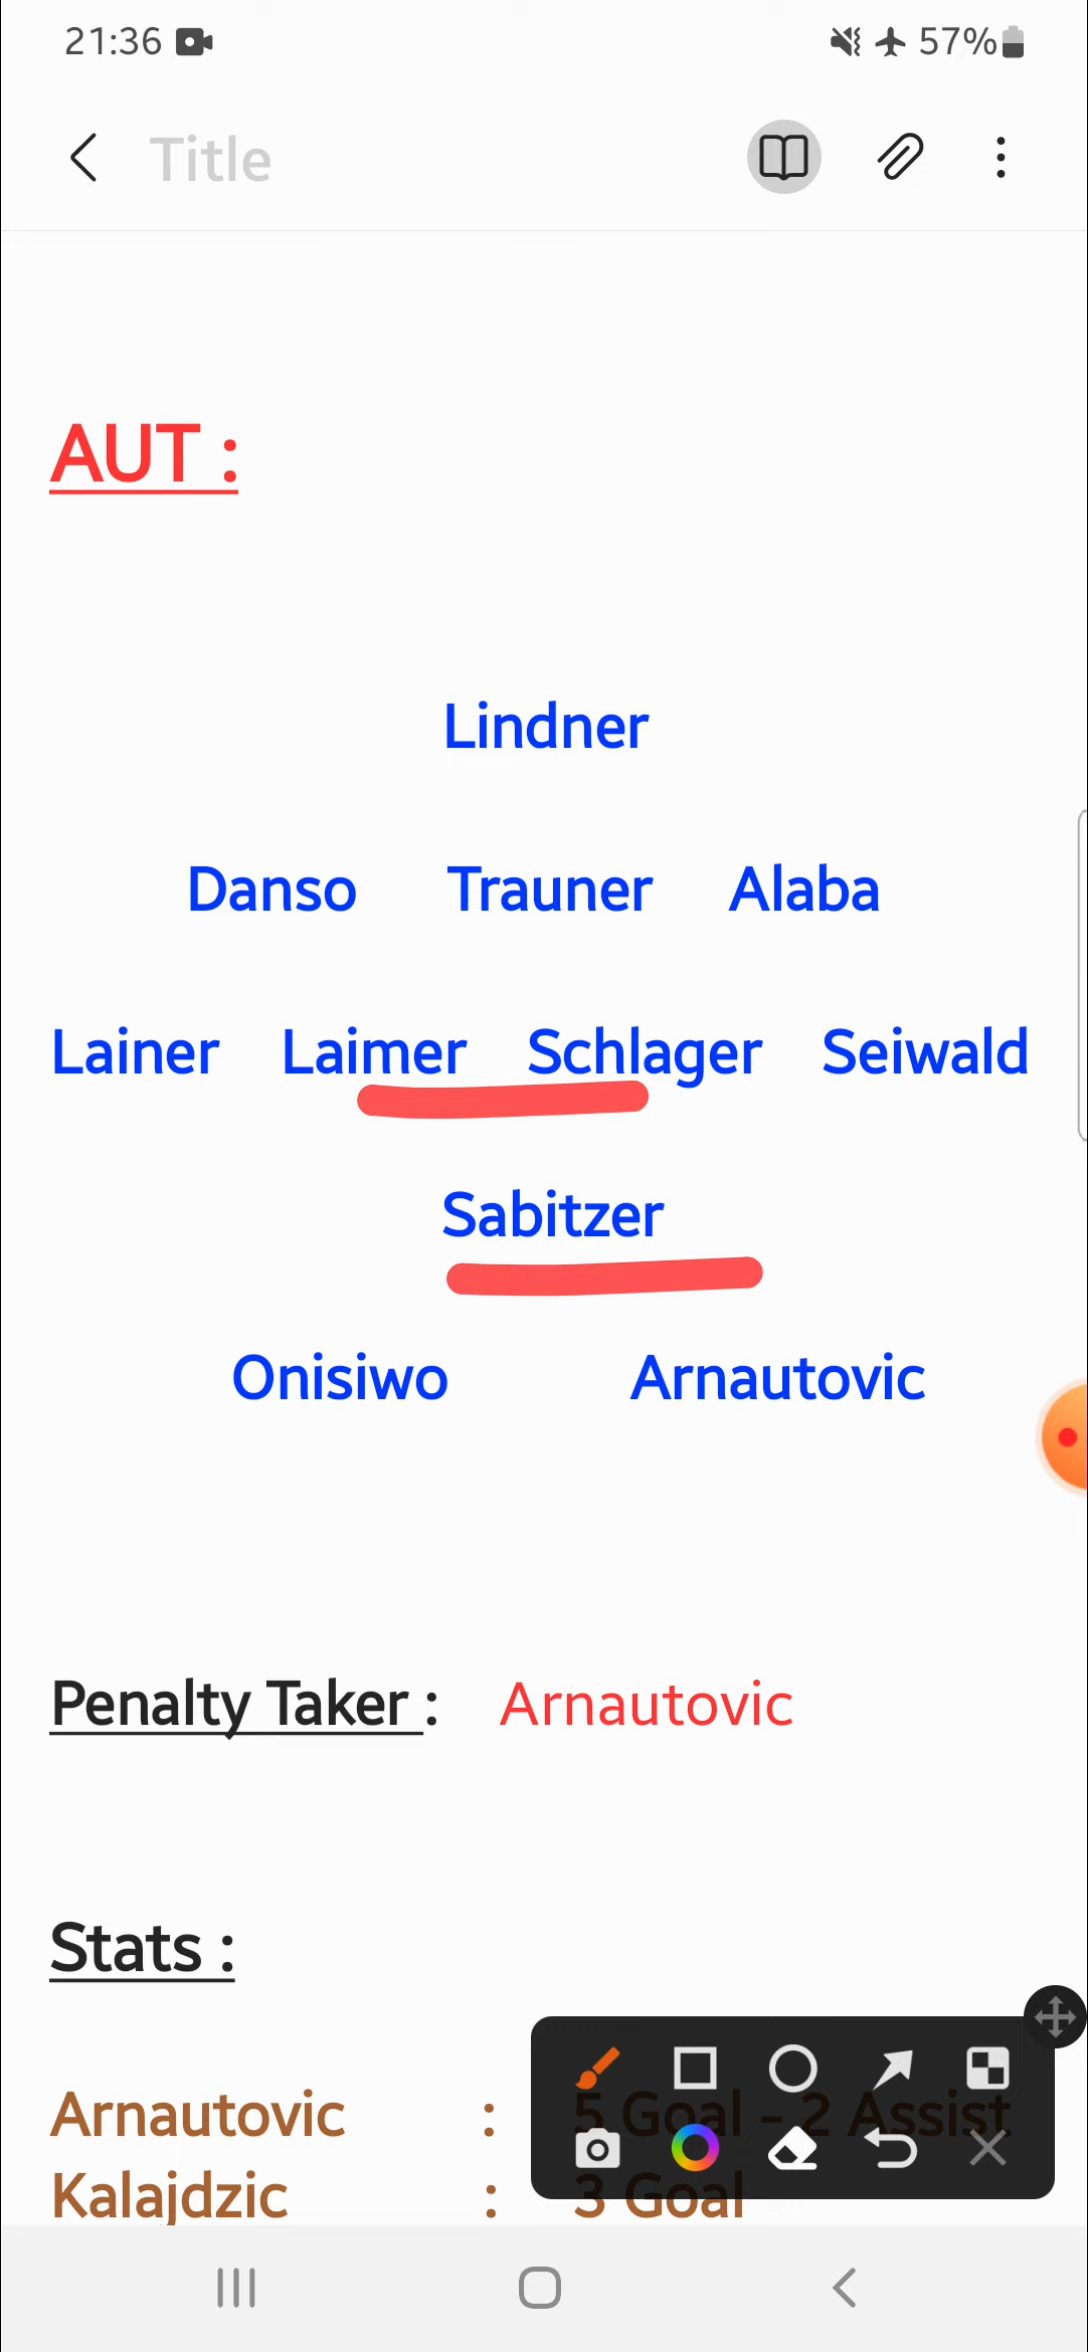 21:36 57%
Title
AUT :
Lindner
Danso Trauner Alaba
Lainer Laimer Schlager Seiwald
Sabitzer
Onisiwo Arnautovic
Penalty Taker : Arnautovic
Stats :
Arnautovic : 5 Goal - 2 Assist
Kalajdzic : 3 Goal